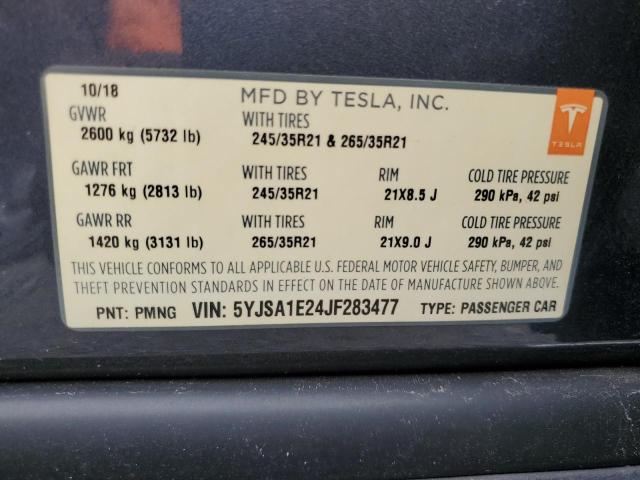 10/18 MFD BY TESLA, INC.
GVWR WITH TIRES
2600 kg (5732 lb) 245/35R21 & 265/35R21
TESLA
GAWR FRT WITH TIRES RIM COLD TIRE PRESSURE
1276 kg (2813 lb) 245/35R21 21X8.5 J 290 kPa, 42 psi
GAWR RR WITH TIRES RIM COLD TIRE PRESSURE
1420 kg (3131 lb) 265/35R21 21X9.0 J 290 kPa, 42 psi
THIS VEHICLE CONFORMS TO ALL APPLICABLE U.S. FEDERAL MOTOR VEHICLE SAFETY, BUMPER, AND
THEFT PREVENTION STANDARDS IN EFFECT ON THE DATE OF MANUFACTURE SHOWN ABOVE.
PNT: PMNG VIN: 5YJSA1E24JF283477 TYPE: PASSENGER CAR